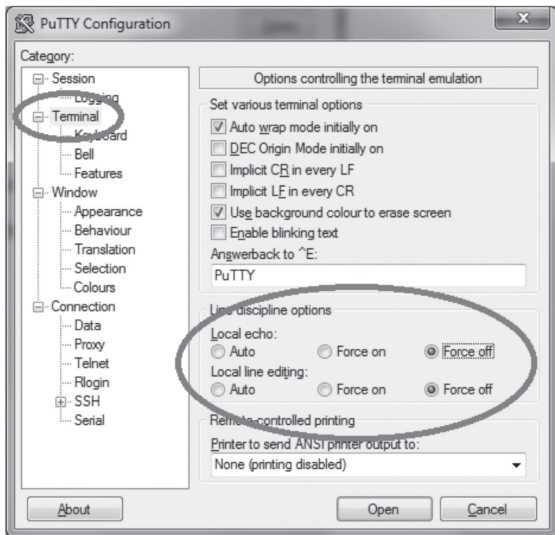 PuTTY Configuration
Category:
Session
Logging
Terminal
Keyboard
Bell
Features
Window
Appearance
Behaviour
Translation
Selection
Colours
Connection
Data
Proxy
Telnet
Rlogin
SSH
Serial
Options controlling the terminal emulation
Set various terminal options
Auto wrap mode initially on
DEC Origin Mode initially on
Implicit CR in every LF
Implicit LF in every CR
Use background colour to erase screen
Enable blinking text
Answerback to ^E:
PuTTY
Line discipline options
Local echo:
Auto Force on Force off
Local line editing:
Auto Force on Force off
Remote-controlled printing
Printer to send ANSI printer output to:
None (printing disabled)
About Open Cancel